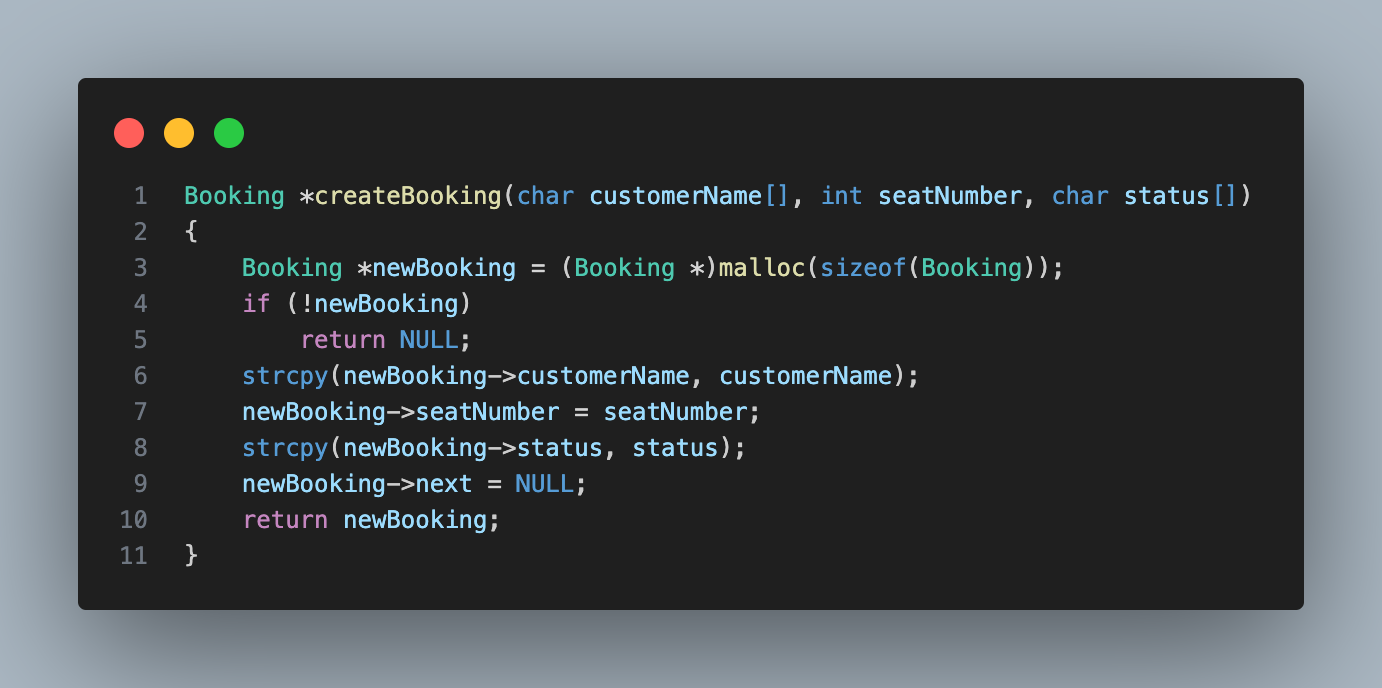 1 Booking *createBooking(char customerName[], int seatNumber, char status[])
2 {
3     Booking *newBooking = (Booking *)malloc(sizeof(Booking));
4     if (!newBooking)
5         return NULL;
6     strcpy(newBooking->customerName, customerName);
7     newBooking->seatNumber = seatNumber;
8     strcpy(newBooking->status, status);
9     newBooking->next = NULL;
10     return newBooking;
11 }